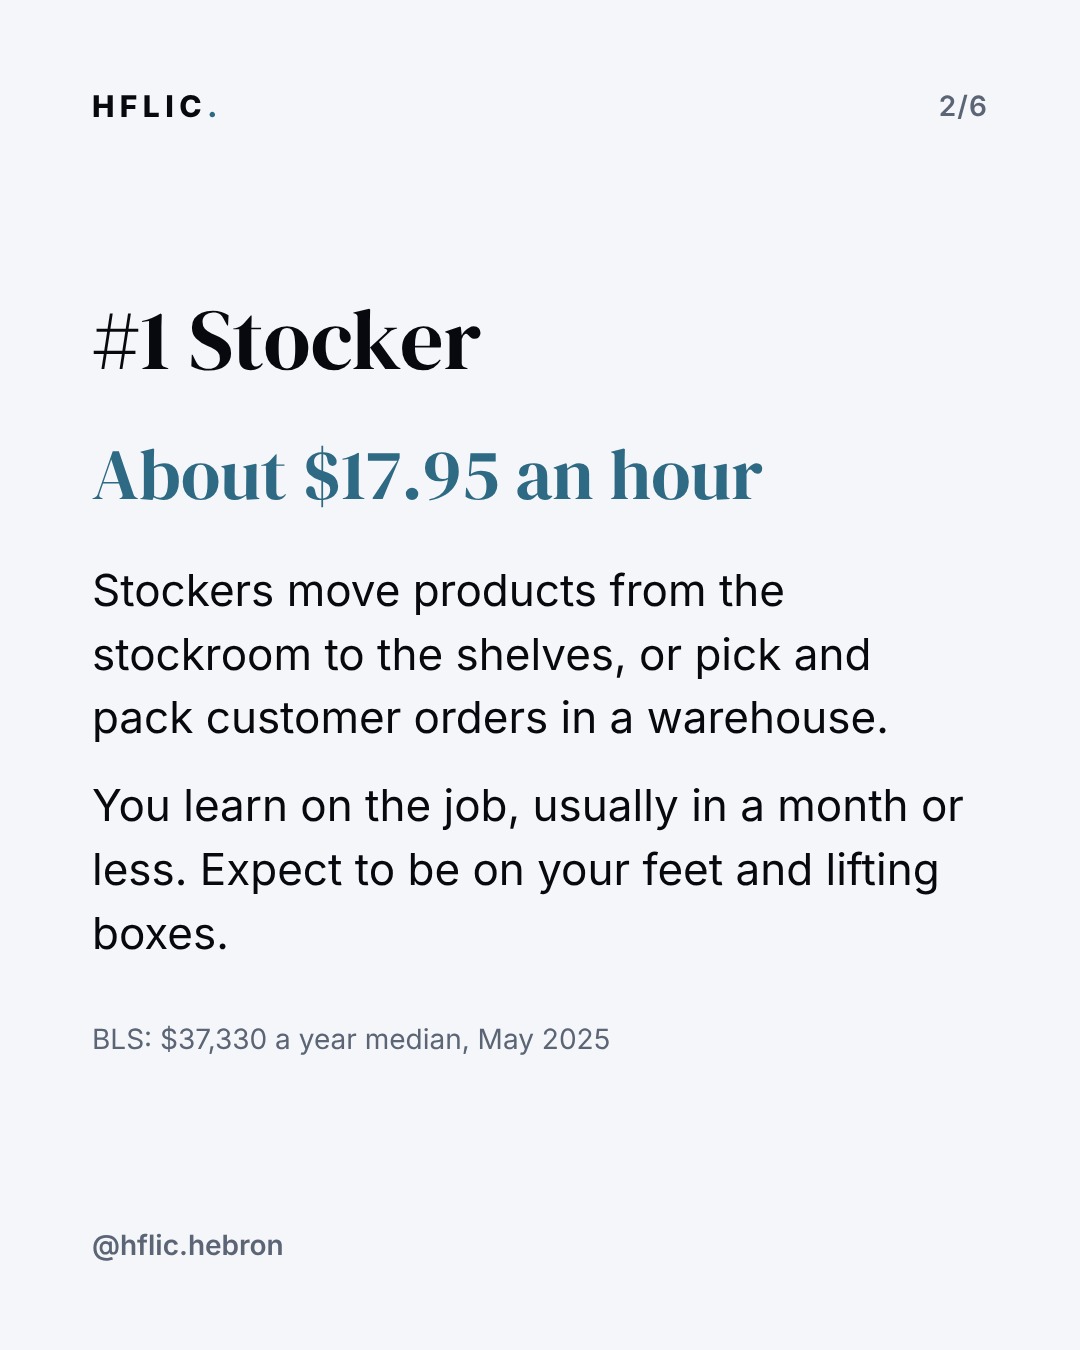 HFLIC.
2/6
#1 Stocker
About $17.95 an hour
Stockers move products from the
stockroom to the shelves, or pick and
pack customer orders in a warehouse.
You learn on the job, usually in a month or
less. Expect to be on your feet and lifting
boxes.
BLS: $37,330 a year median, May 2025
@hflic.hebron